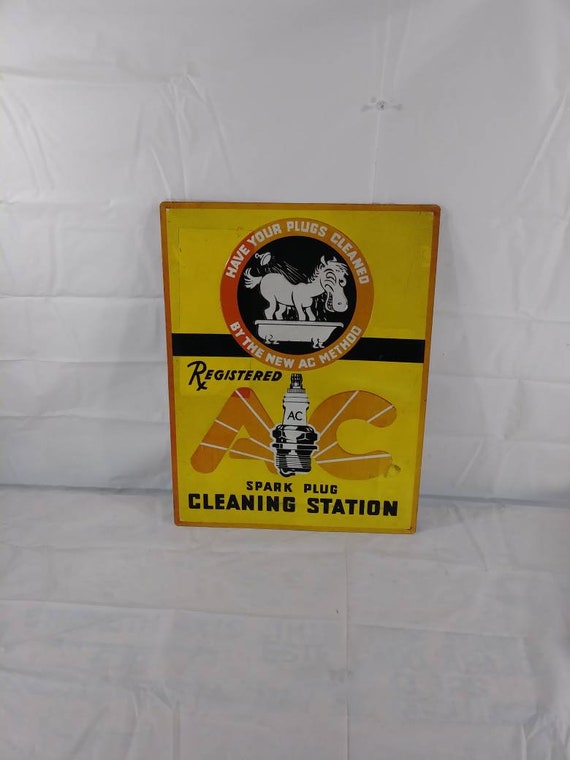 HAVE YOUR PLUGS CLEANED
BY THE NEW AC METHOD
REGISTERED
AC
AC
SPARK PLUG
CLEANING STATION